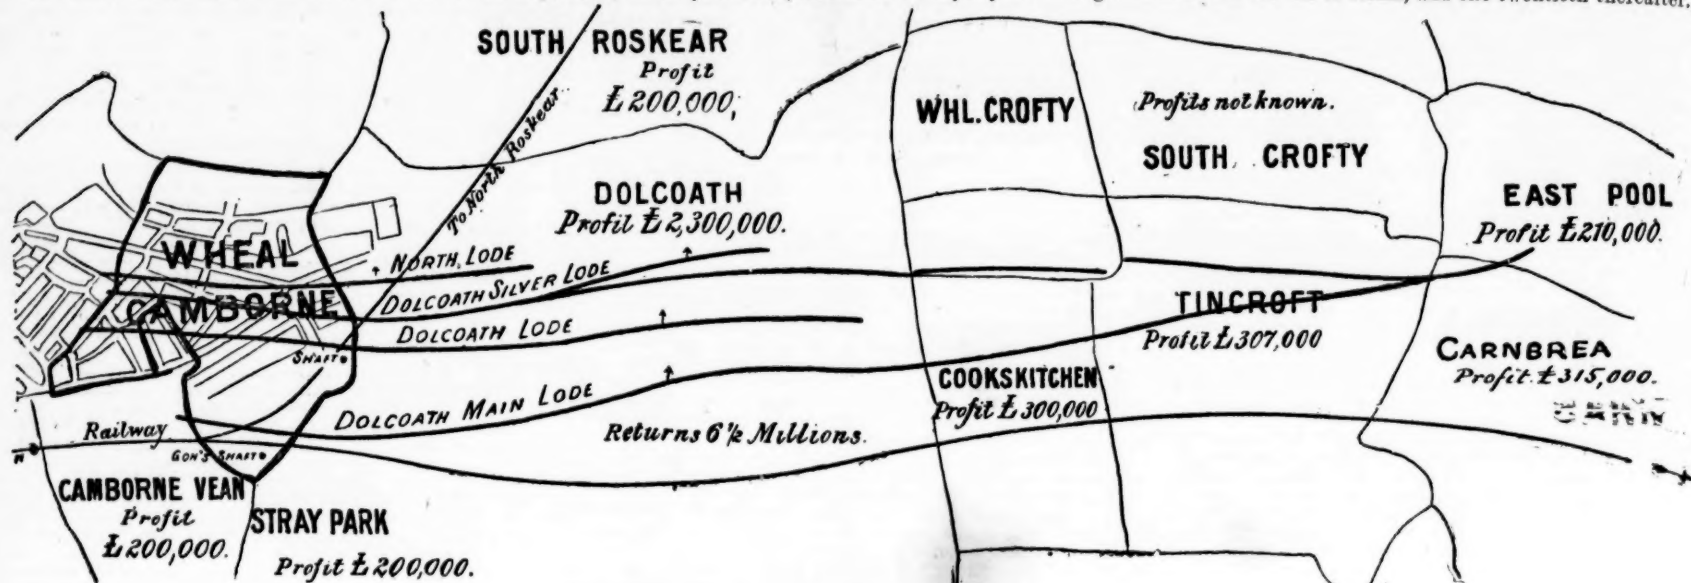 SOUTH ROSKEAR
Profit
£200,000,
To North Roskear.
WHL. CROFTY
Profits not known.
SOUTH CROFTY
DOLCOATH
Profit £2,300,000.
EAST POOL
Profit £210,000.
WHEAL
CAMBORNE
NORTH LODE
DOLCOATH SILVER LODE
DOLCOATH LODE
SHAFT
TINCROFT
Profit £307,000
CARNBREA
Profit. £315,000.
COOKSKITCHEN
Profit £300,000
DOLCOATH MAIN LODE
Returns 6½ Millions.
Railway
GON'S SHAFT
CAMBORNE VEAN
Profit
£200,000.
STRAY PARK
Profit £200,000.